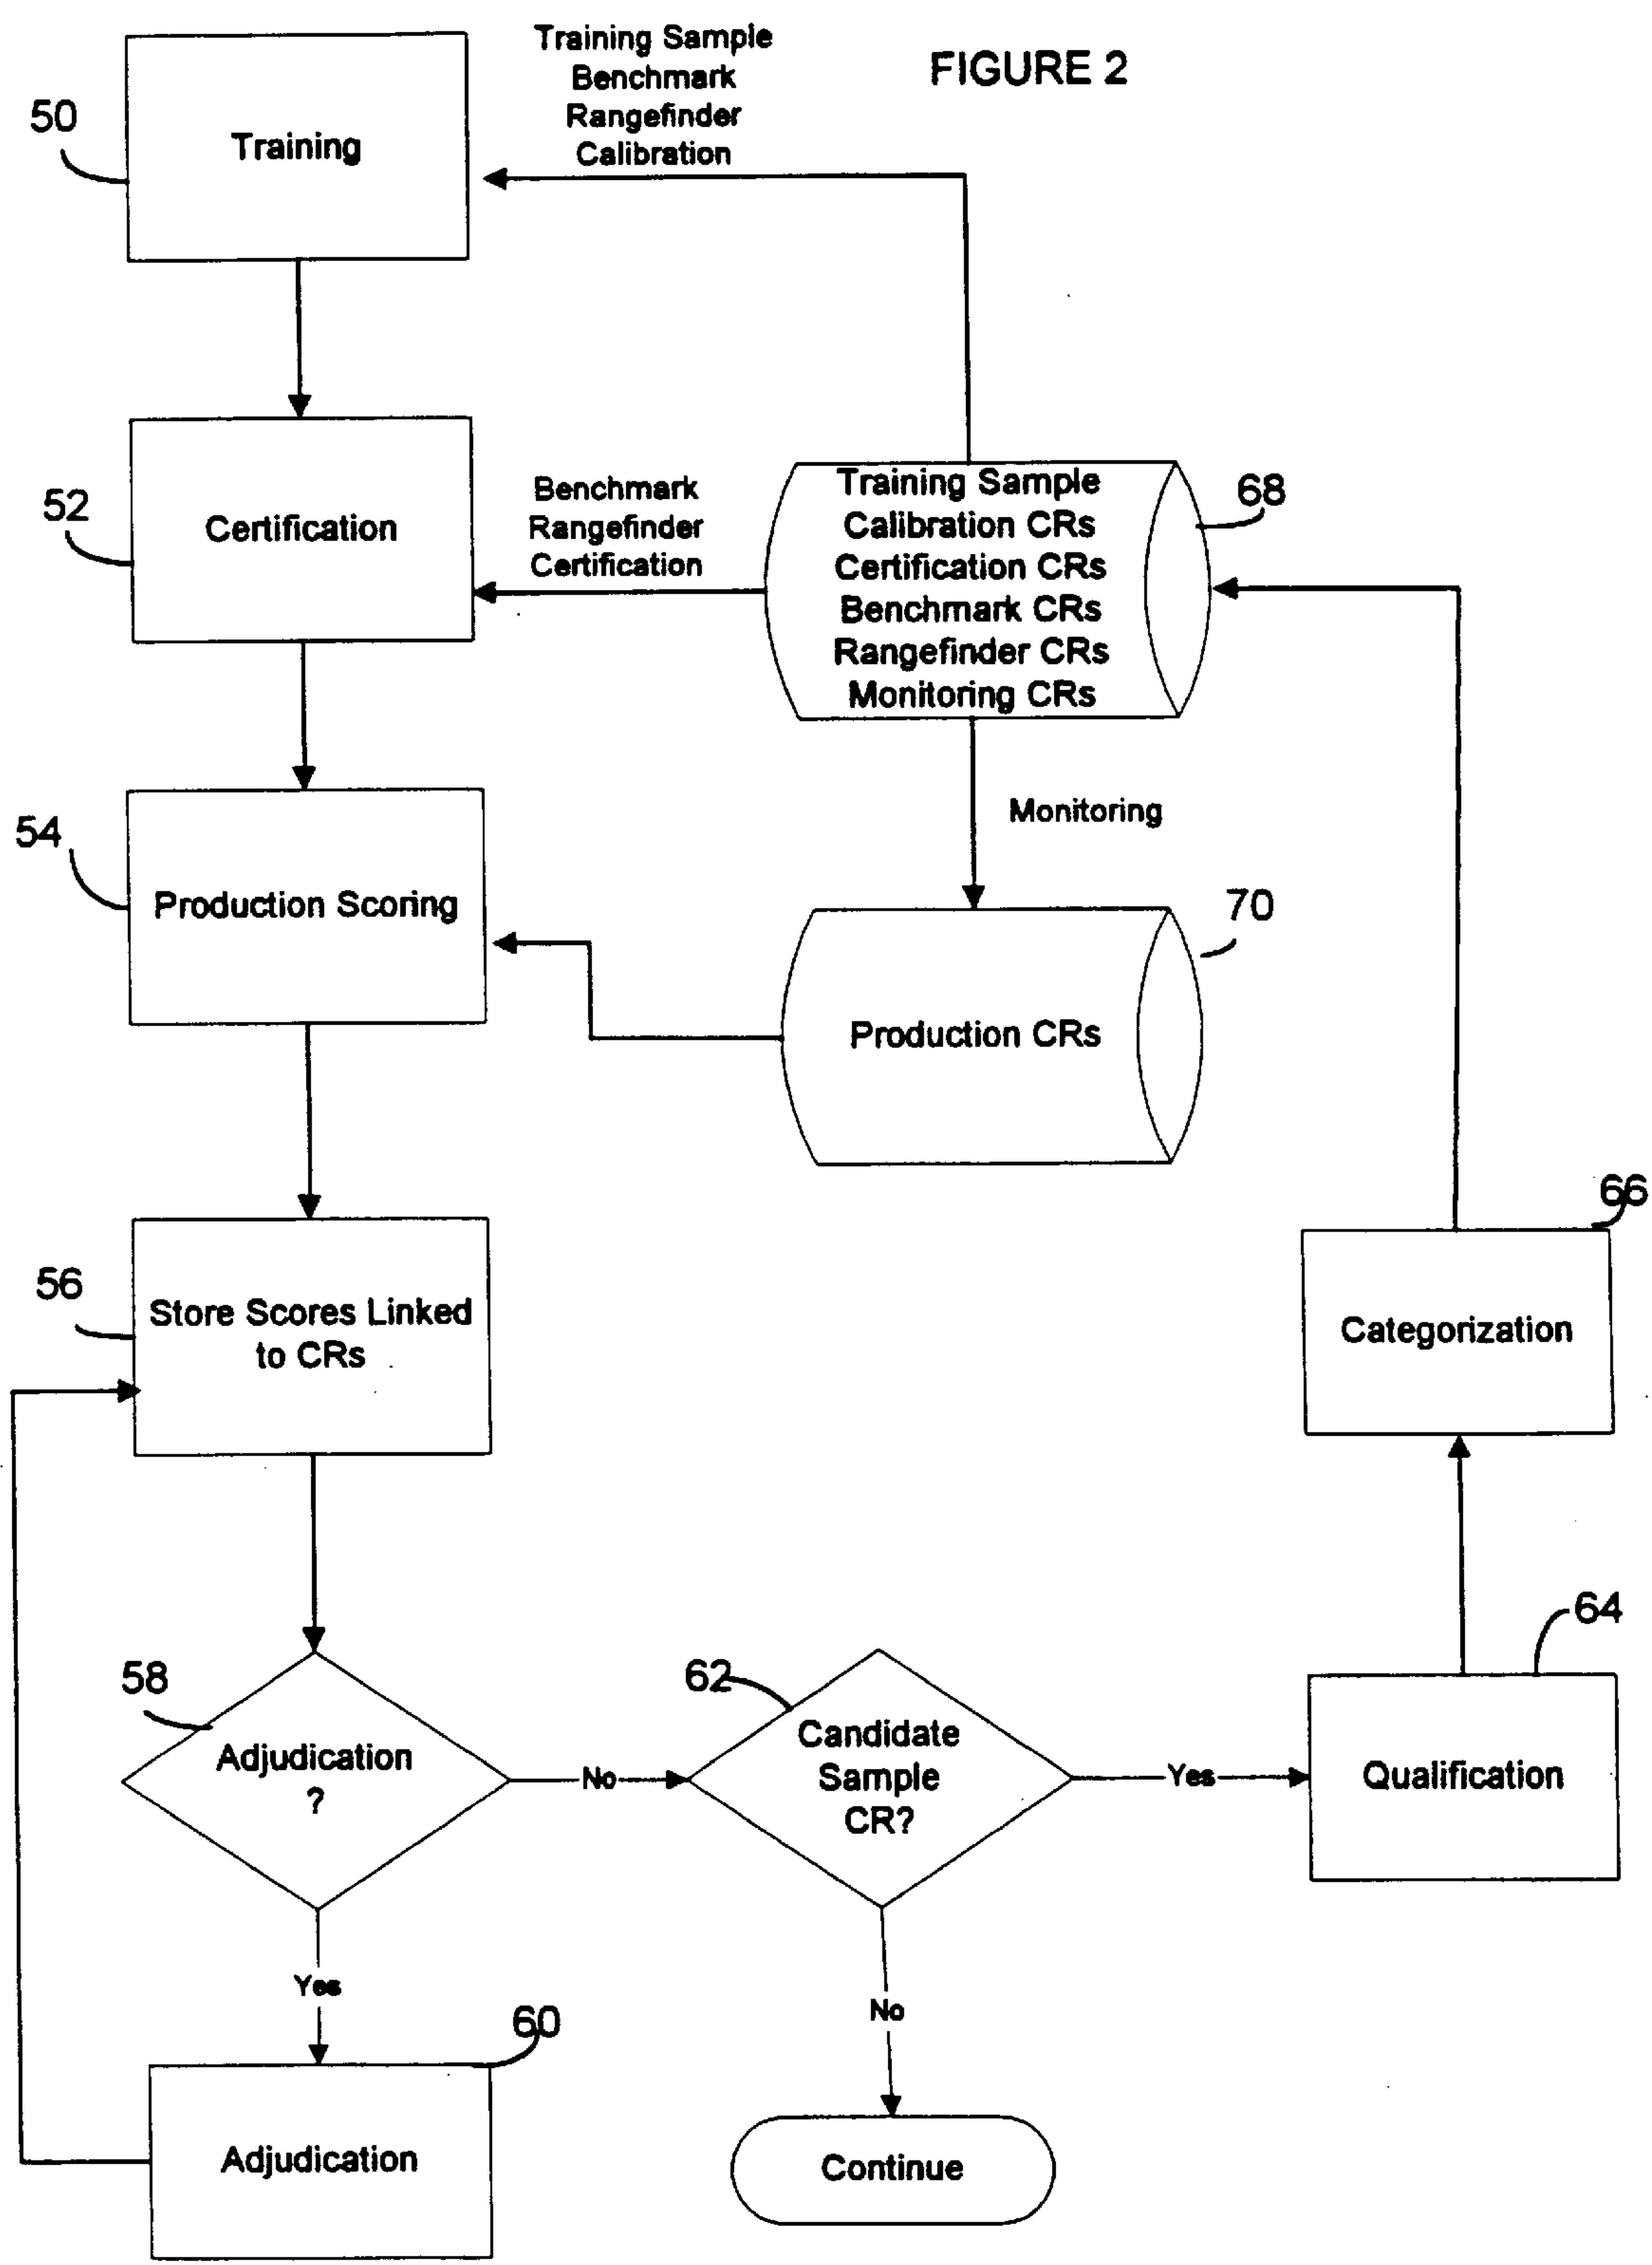 FIGURE 2
Training Sample
Benchmark
Rangefinder
Calibration
50
Training
52
Certification
Benchmark
Rangefinder
Certification
Training Sample
Calibration CRs
Certification CRs
Benchmark CRs
Rangefinder CRs
Monitoring CRs
68
Monitoring
54
Production Scoring
70
Production CRs
56
Store Scores Linked
to CRs
66
Categorization
64
Qualification
58
Adjudication
?
No
62
Candidate
Sample
CR?
Yes
Yes
No
60
Adjudication
Continue